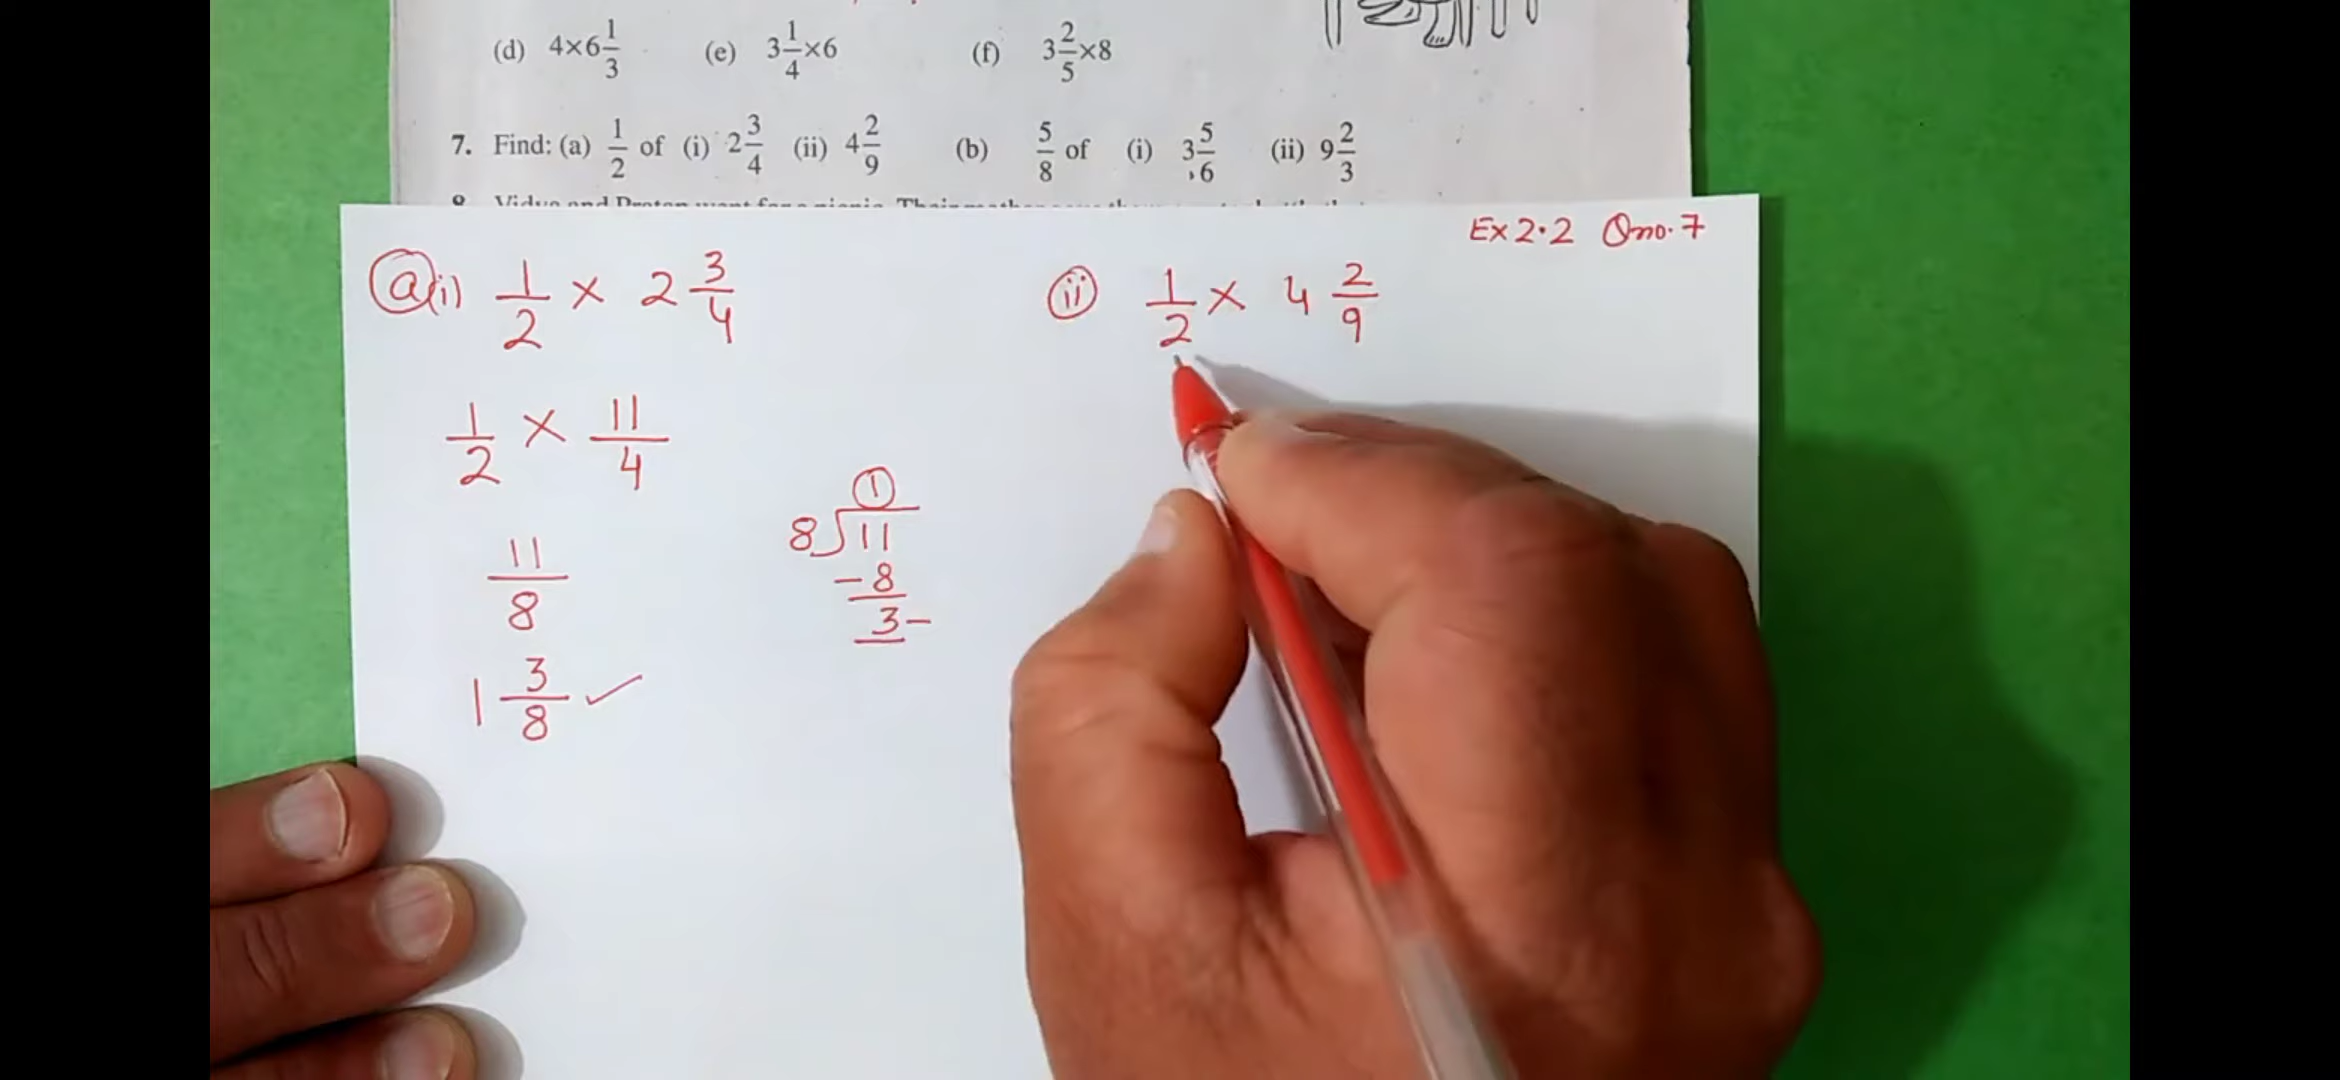 (d) 4×6 1/3 (e) 3 1/4 ×6 (f) 3 2/5 ×8
7. Find: (a) 1/2 of (i) 2 3/4 (ii) 4 2/9 (b) 5/8 of (i) 3 5/6 (ii) 9 2/3
Ex 2.2 Qno. 7
a (i) 1/2 × 2 3/4
1/2 × 11/4
11/8
1 3/8 ✓
1
8 ) 11
-8
3-
ii 1/2 × 4 2/9